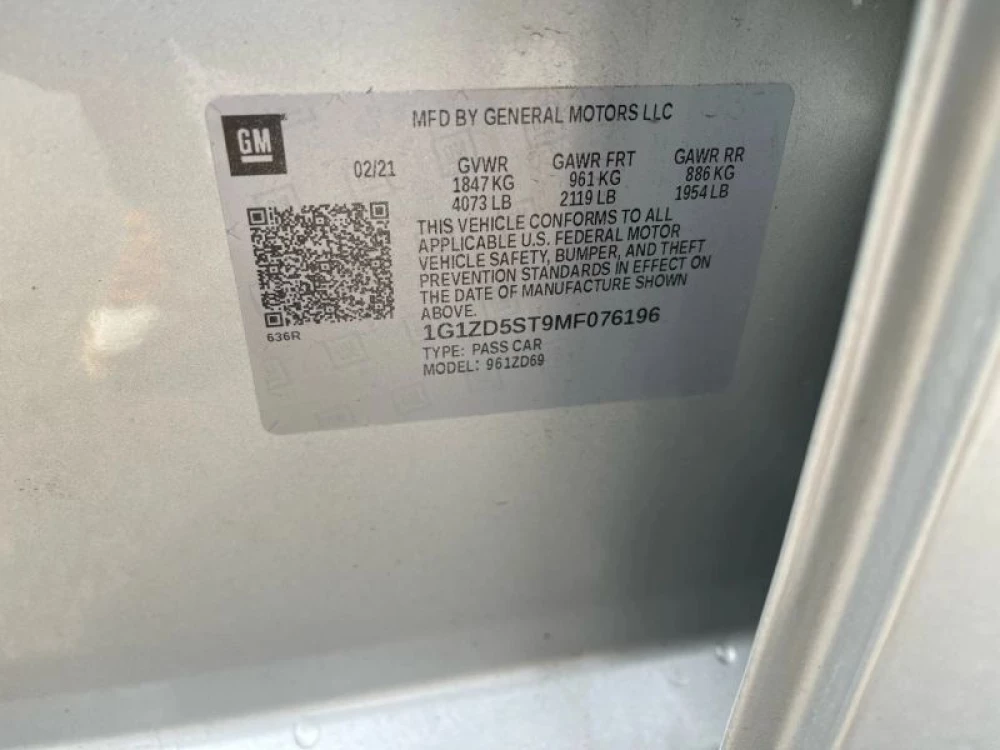 GM
MFD BY GENERAL MOTORS LLC
02/21
GVWR GAWR FRT GAWR RR
1847 KG 961 KG 886 KG
4073 LB 2119 LB 1954 LB
THIS VEHICLE CONFORMS TO ALL
APPLICABLE U.S. FEDERAL MOTOR
VEHICLE SAFETY, BUMPER, AND THEFT
PREVENTION STANDARDS IN EFFECT ON
THE DATE OF MANUFACTURE SHOWN
ABOVE.
636R
1G1ZD5ST9MF076196
TYPE: PASS CAR
MODEL: 961ZD69